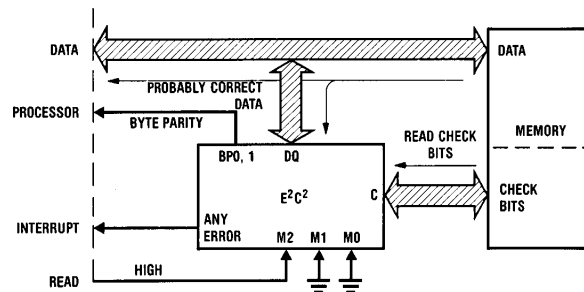 DATA
DATA
PROBABLY CORRECT
DATA
PROCESSOR
BYTE PARITY
READ CHECK
BITS
MEMORY
BP0, 1
DQ
E²C²
C
CHECK
BITS
INTERRUPT
ANY
ERROR
M2
M1
M0
READ
HIGH